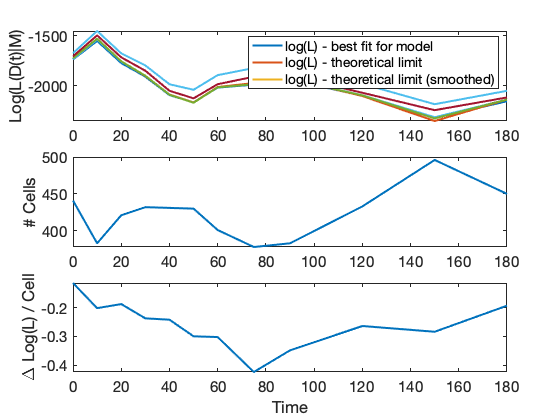 -1500
-2000
Log(L(D(t)|M)
log(L) - best fit for model
log(L) - theoretical limit
log(L) - theoretical limit (smoothed)
0 20 40 60 80 100 120 140 160 180
500
450
400
# Cells
0 20 40 60 80 100 120 140 160 180
-0.2
-0.3
-0.4
Δ Log(L) / Cell
0 20 40 60 80 100 120 140 160 180
Time